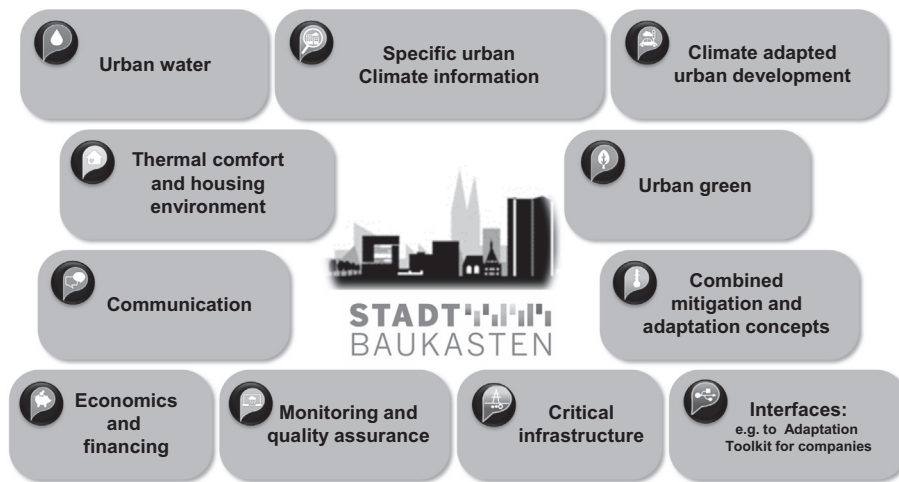 Urban water
Specific urban
Climate information
Climate adapted
urban development
Thermal comfort
and housing
environment
Urban green
Communication
STADT
BAUKASTEN
Combined
mitigation and
adaptation concepts
Economics
and
financing
Monitoring and
quality assurance
Critical
infrastructure
Interfaces:
e.g. to Adaptation
Toolkit for companies